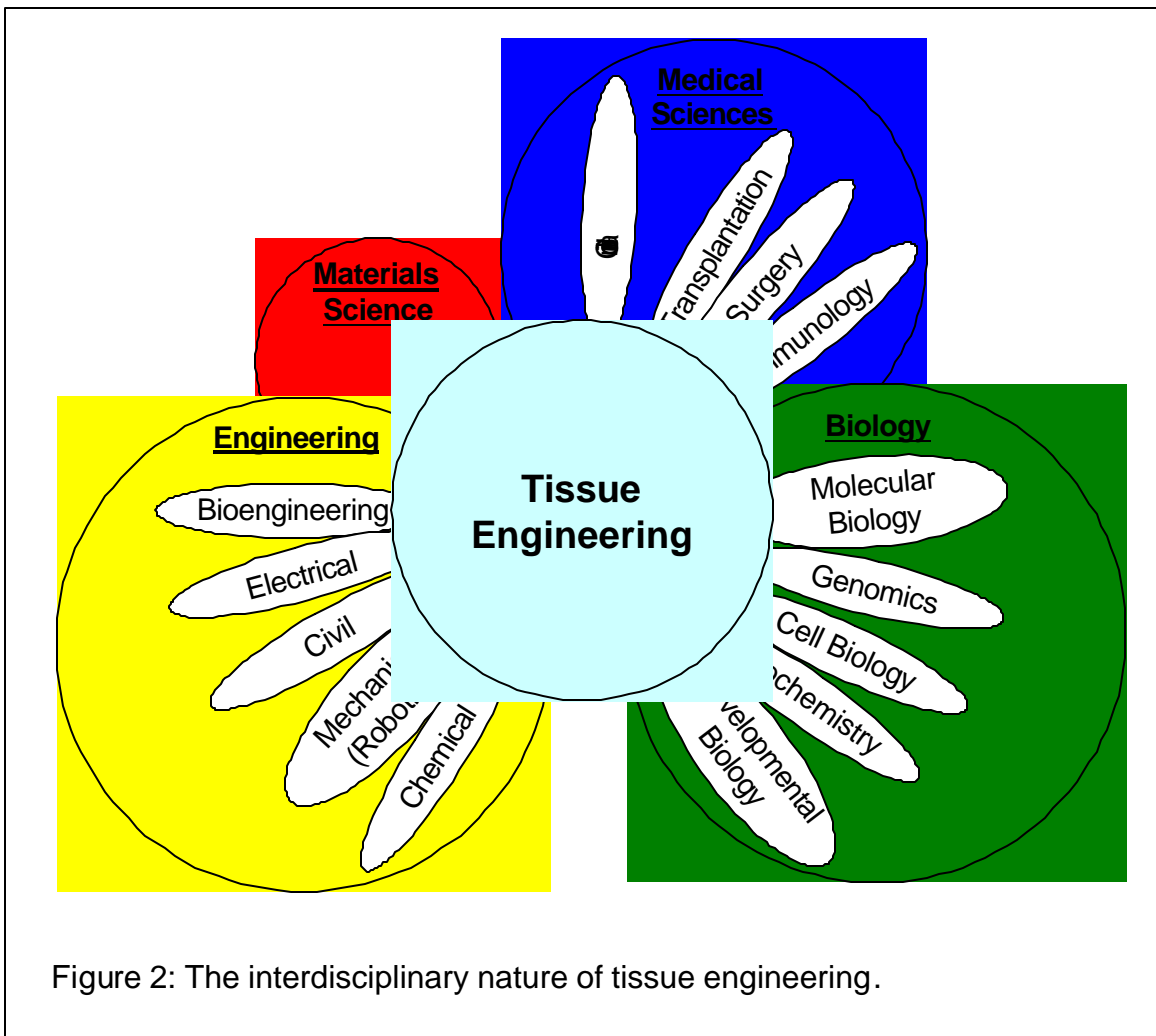 Medical
Sciences
Transplantation
Surgery
Materials
Science
Engineering
Bioengineering
Electrical
Civil
Chemical
Tissue
Engineering
Biology
Molecular
Biology
Genomics
Cell Biology
Biology
Figure 2: The interdisciplinary nature of tissue engineering.